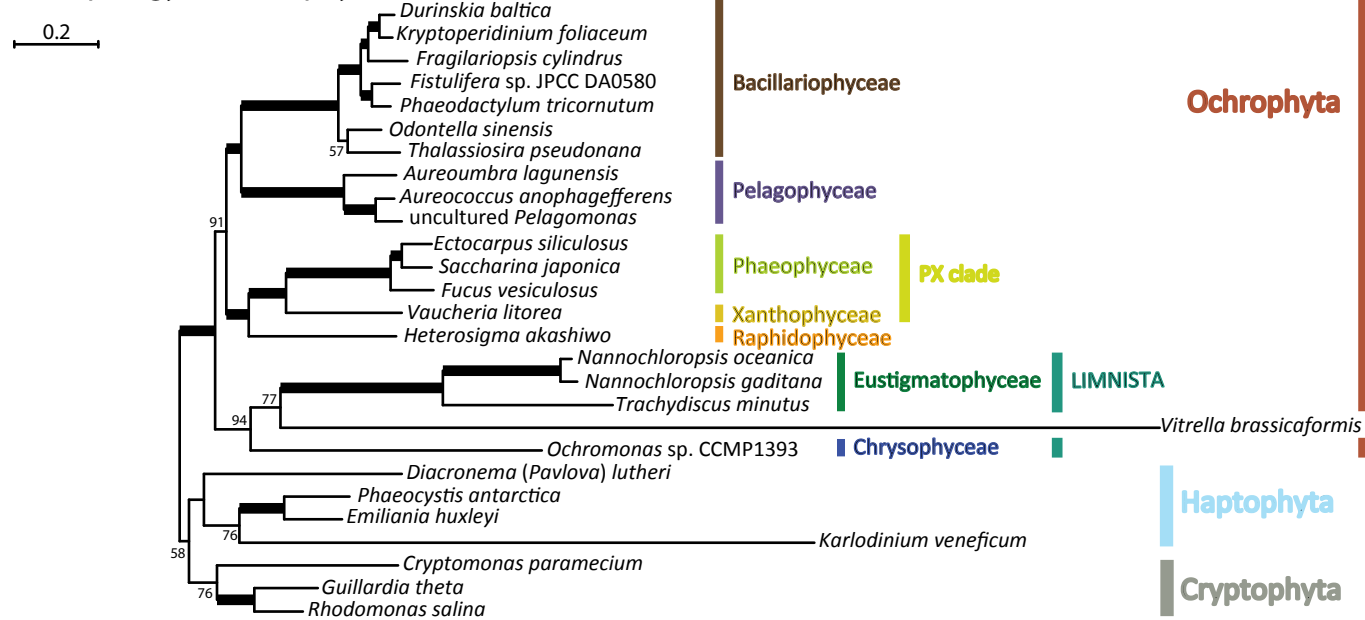 0.2
Durinskia baltica
Kryptoperidinium foliaceum
Fragilariopsis cylindrus
Fistulifera sp. JPCC DA0580
Phaeodactylum tricornutum
Odontella sinensis
57
Thalassiosira pseudonana
Bacillariophyceae
Ochrophyta
Aureoumbra lagunensis
Aureococcus anophagefferens
uncultured Pelagomonas
Pelagophyceae
91
Ectocarpus siliculosus
Saccharina japonica
Fucus vesiculosus
Phaeophyceae
PX clade
Vaucheria litorea
Xanthophyceae
Heterosigma akashiwo
Raphidophyceae
Nannochloropsis oceanica
Nannochloropsis gaditana
Trachydiscus minutus
Eustigmatophyceae
LIMNISTA
77
94
Vitrella brassicaformis
Ochromonas sp. CCMP1393
Chrysophyceae
Diacronema (Pavlova) lutheri
Phaeocystis antarctica
Emiliania huxleyi
76
Karlodinium veneficum
Haptophyta
58
Cryptomonas paramecium
76
Guillardia theta
Rhodomonas salina
Cryptophyta